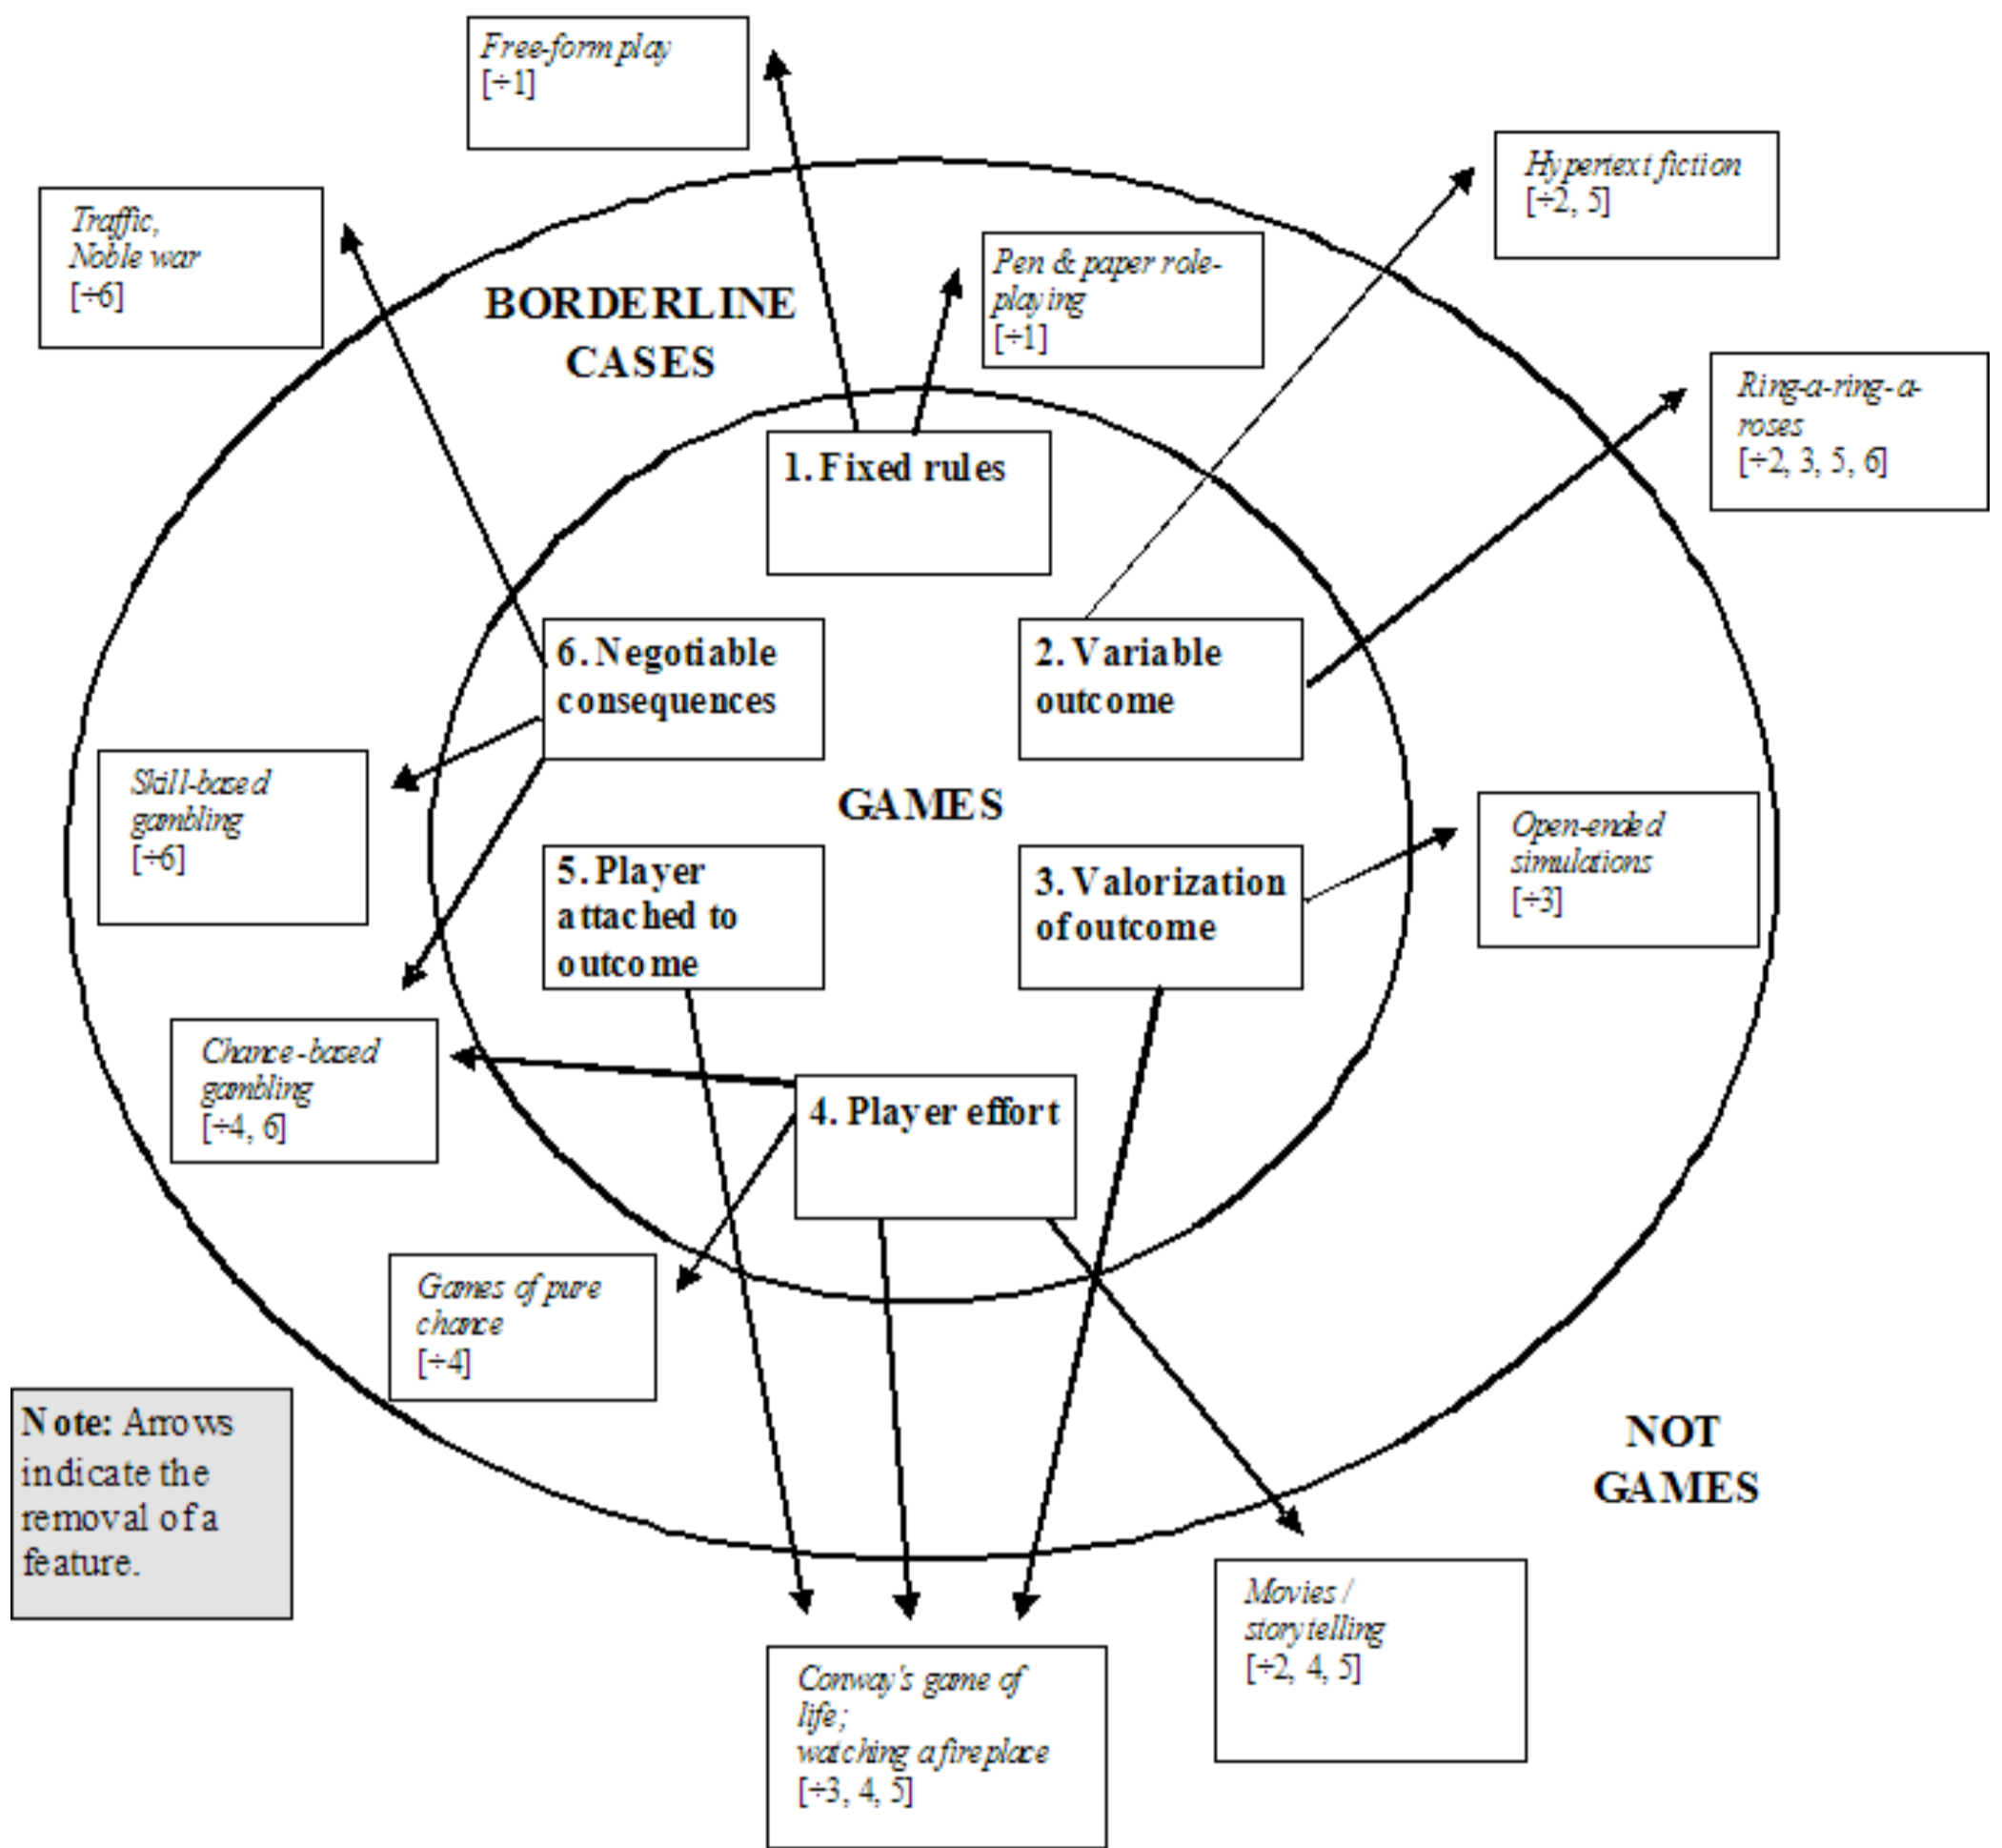 Free-form play
[÷1]
Hypertext fiction
[÷2, 5]
Traffic,
Noble war
[÷6]
Pen & paper role-
playing
[÷1]
BORDERLINE
CASES
Ring-a-ring-a-
roses
[÷2, 3, 5, 6]
1. Fixed rules
6. Negotiable
consequences
2. Variable
outcome
Skill-based
gambling
[÷6]
GAMES
Open-ended
simulations
[÷3]
5. Player
attached to
outcome
3. Valorization
of outcome
Chance-based
gambling
[÷4, 6]
4. Player effort
Games of pure
chance
[÷4]
Note: Arrows
indicate the
removal of a
feature.
NOT
GAMES
Movies /
storytelling
[÷2, 4, 5]
Conway's game of
life;
watching a fireplace
[÷3, 4, 5]